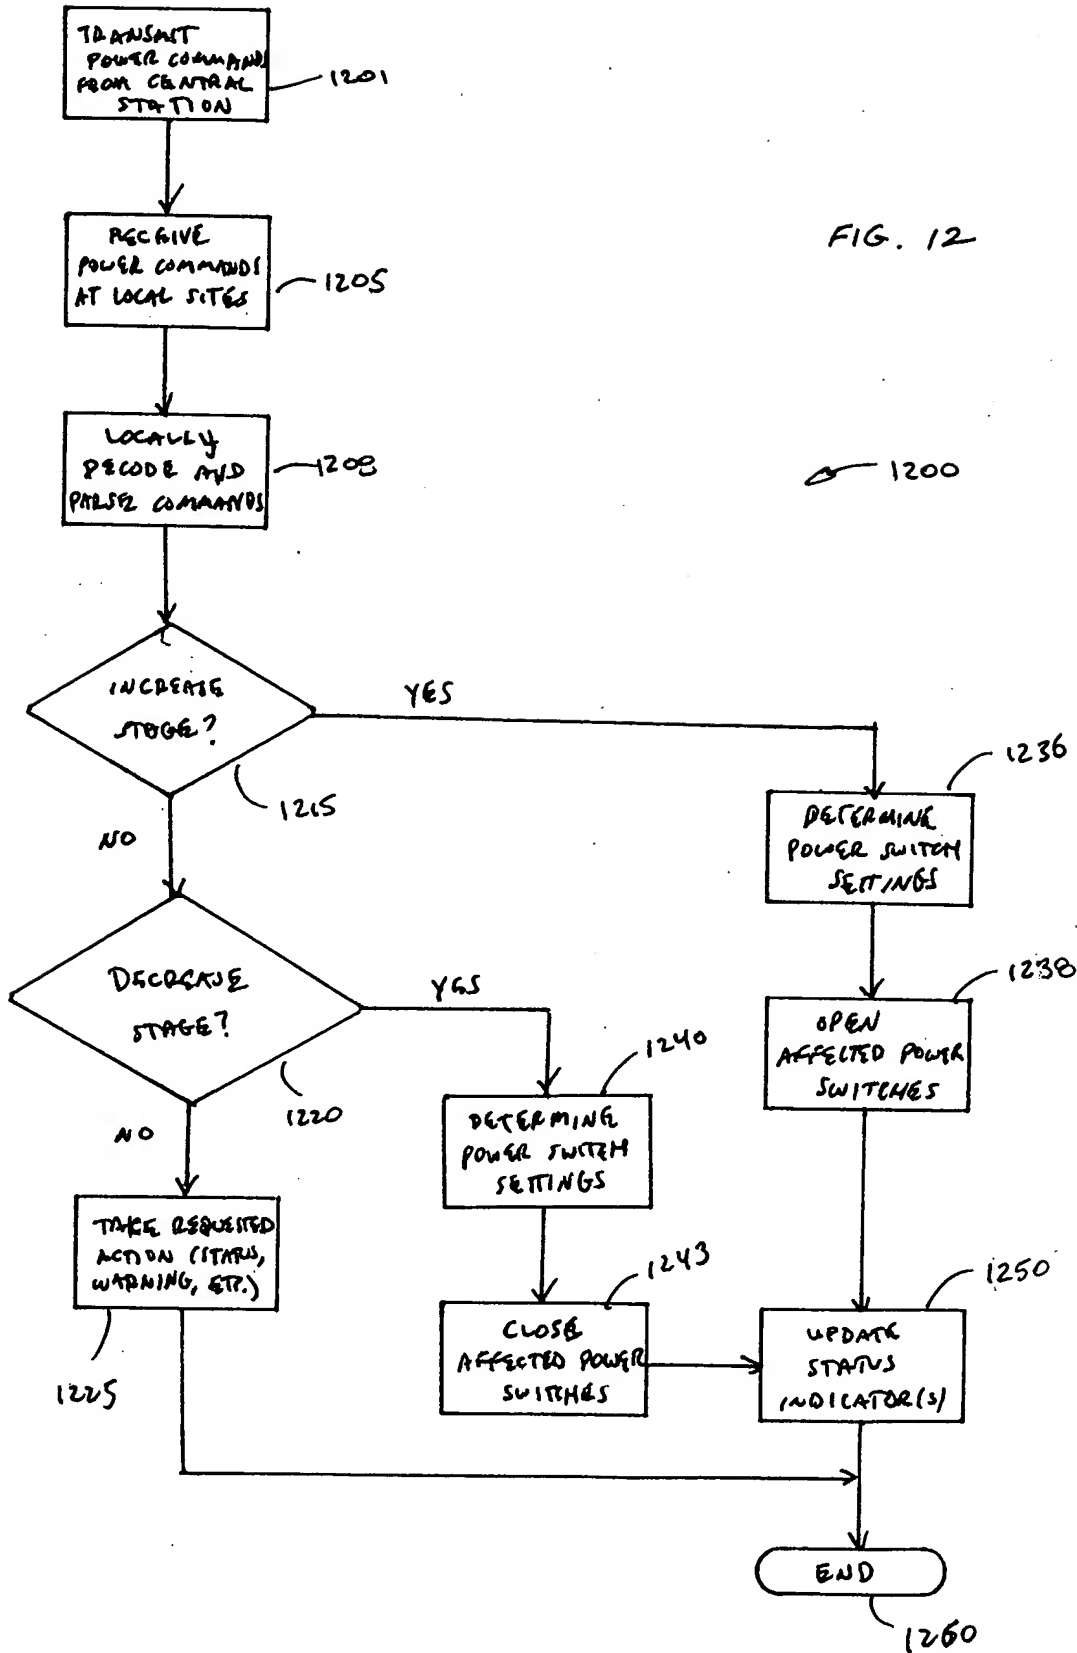 TRANSMIT
POWER COMMANDS
FROM CENTRAL
STATION
1201
RECEIVE
POWER COMMANDS
AT LOCAL SITES
1205
FIG. 12
LOCALLY
DECODE AND
PARSE COMMANDS
1208
1200
INCREASE
STAGE?
YES
1215
NO
1236
DETERMINE
POWER SWITCH
SETTINGS
DECREASE
STAGE?
YES
1220
NO
1238
OPEN
AFFECTED POWER
SWITCHES
1240
DETERMINE
POWER SWITCH
SETTINGS
TAKE REQUESTED
ACTION (STATUS,
WARNING, ETC.)
1225
1243
CLOSE
AFFECTED POWER
SWITCHES
1250
UPDATE
STATUS
INDICATOR(S)
END
1260